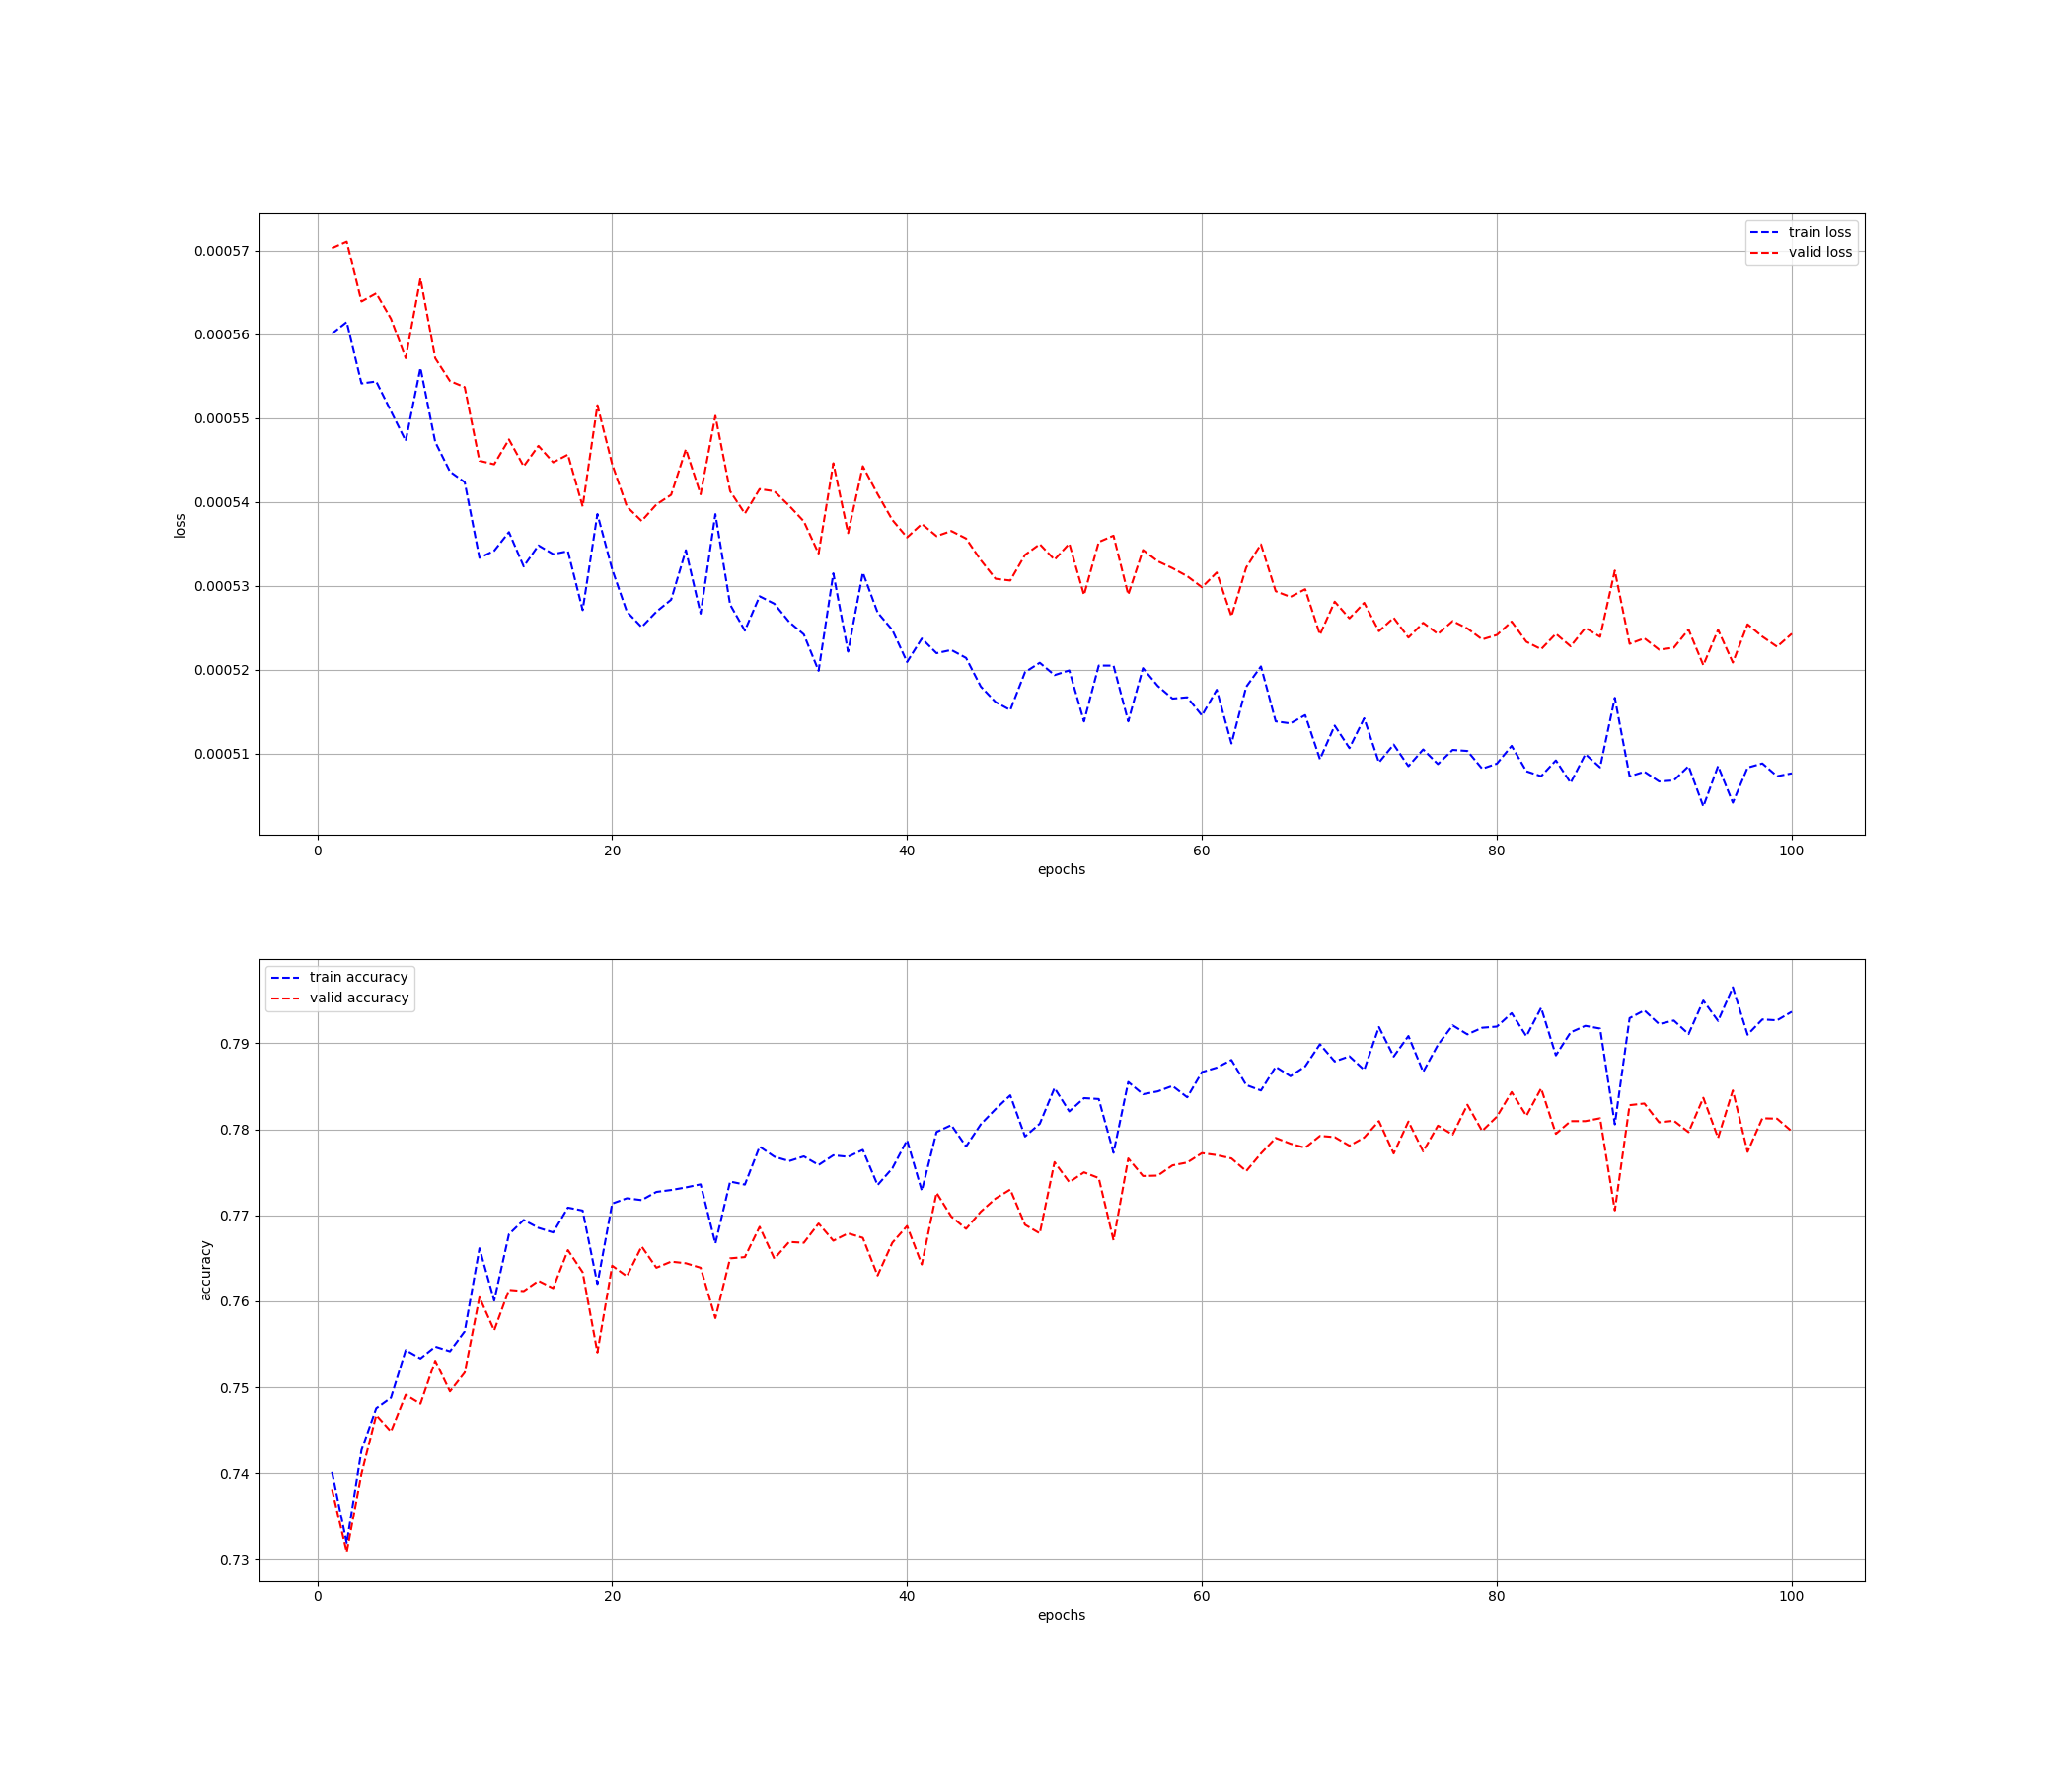 train loss
valid loss
0.00057
0.00056
0.00055
0.00054
0.00053
0.00052
0.00051
loss
0 20 40 60 80 100
epochs
train accuracy
valid accuracy
0.79
0.78
0.77
0.76
0.75
0.74
0.73
accuracy
0 20 40 60 80 100
epochs